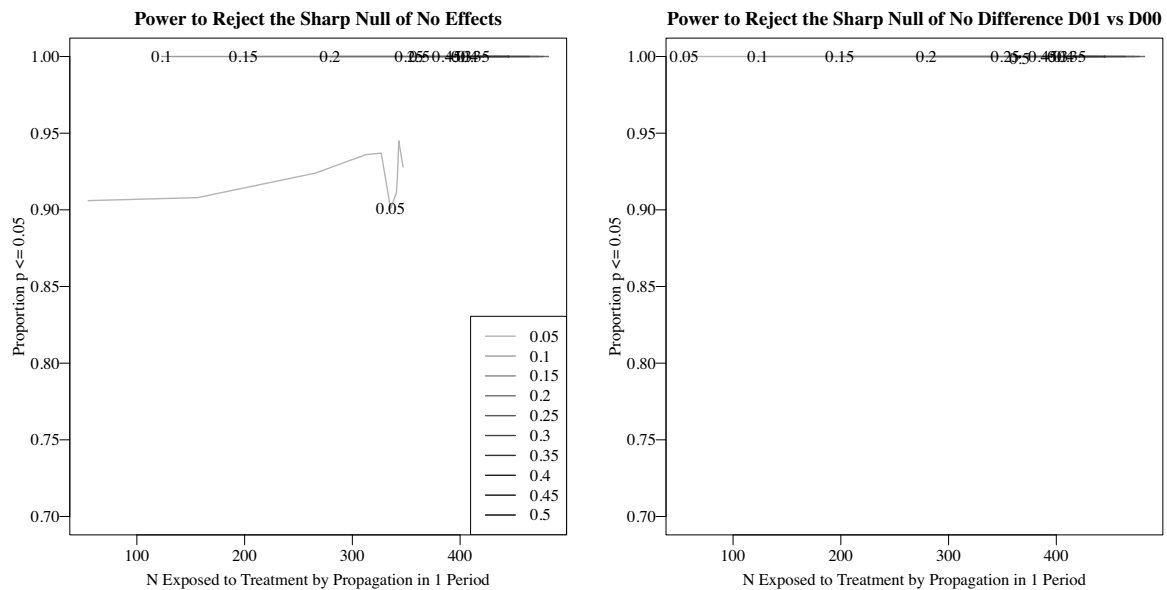 Power to Reject the Sharp Null of No Effects
1.00
0.95
0.90
0.85
0.80
0.75
0.70
Proportion p <= 0.05
0.1 0.15 0.2
0.05
0.05
0.1
0.15
0.2
0.25
0.3
0.35
0.4
0.45
0.5
100 200 300 400
N Exposed to Treatment by Propagation in 1 Period
Power to Reject the Sharp Null of No Difference D01 vs D00
1.00
0.95
0.90
0.85
0.80
0.75
0.70
Proportion p <= 0.05
0.05 0.1 0.15 0.2
100 200 300 400
N Exposed to Treatment by Propagation in 1 Period